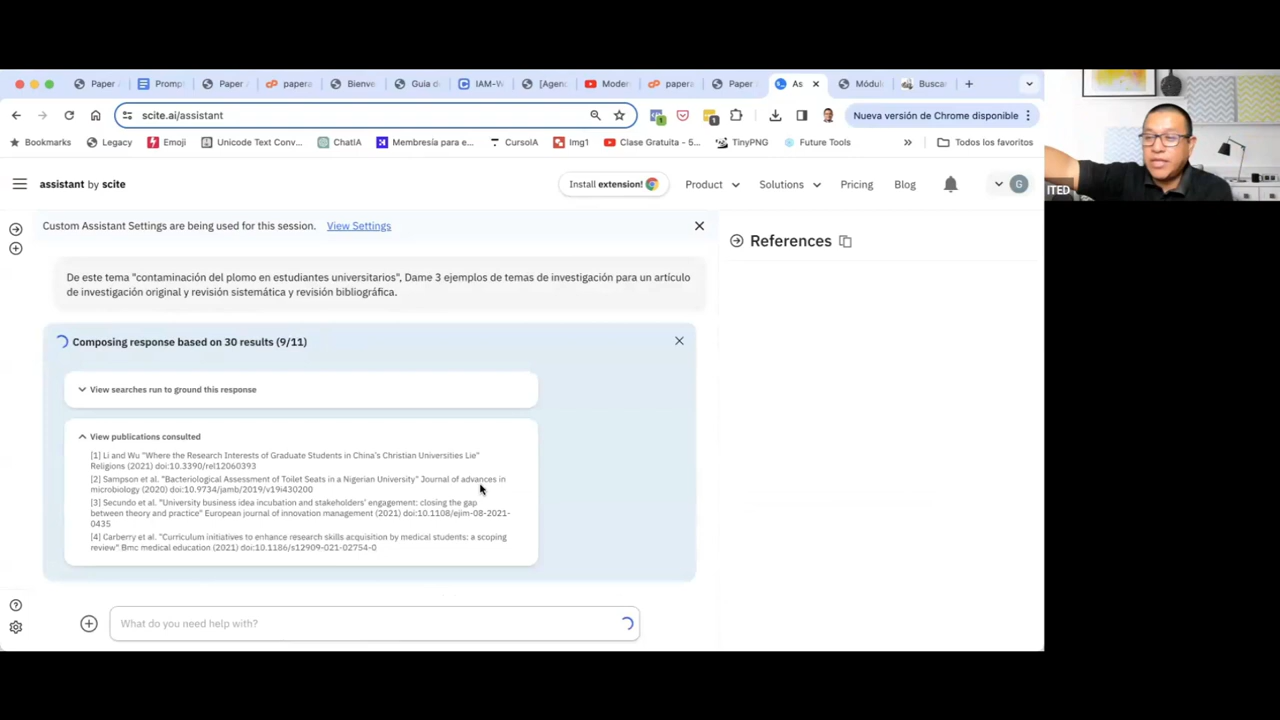 Paper
Promp
Paper
papera
Bienve
Guia de
IAM-W
[Agen
Moder
papera
Paper
As
Módul
Buscar
scite.ai/assistant
Nueva versión de Chrome disponible
Bookmarks
Legacy
Emoji
Unicode Text Conv...
ChatIA
Membresía para e...
CursoIA
Img1
Clase Gratuita - 5...
TinyPNG
Future Tools
»
Todos los favoritos
ITED
assistant by scite
Install extension!
Product
Solutions
Pricing
Blog
G
Custom Assistant Settings are being used for this session. View Settings
References
De este tema "contaminación del plomo en estudiantes universitarios", Dame 3 ejemplos de temas de investigación para un artículo
de investigación original y revisión sistemática y revisión bibliográfica.
Composing response based on 30 results (9/11)
View searches run to ground this response
View publications consulted
[1] Li and Wu "Where the Research Interests of Graduate Students in China's Christian Universities Lie"
Religions (2021) doi:10.3390/rel12060393
[2] Sampson et al. "Bacteriological Assessment of Toilet Seats in a Nigerian University" Journal of advances in
microbiology (2020) doi:10.9734/jamb/2019/v19i430200
[3] Secundo et al. "University business idea incubation and stakeholders' engagement: closing the gap
between theory and practice" European journal of innovation management (2021) doi:10.1108/ejim-08-2021-
0435
[4] Carberry et al. "Curriculum initiatives to enhance research skills acquisition by medical students: a scoping
review" Bmc medical education (2021) doi:10.1186/s12909-021-02754-0
What do you need help with?